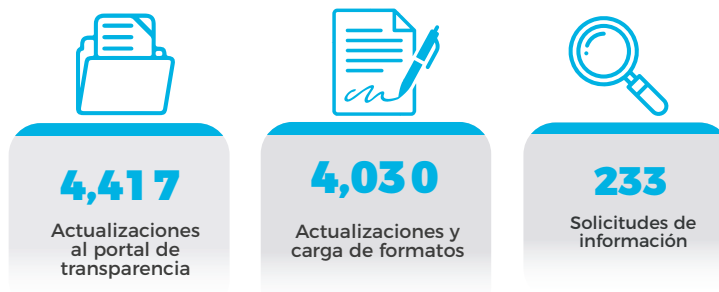 4,417
Actualizaciones
al portal de
transparencia
4,030
Actualizaciones y
carga de formatos
233
Solicitudes de
información